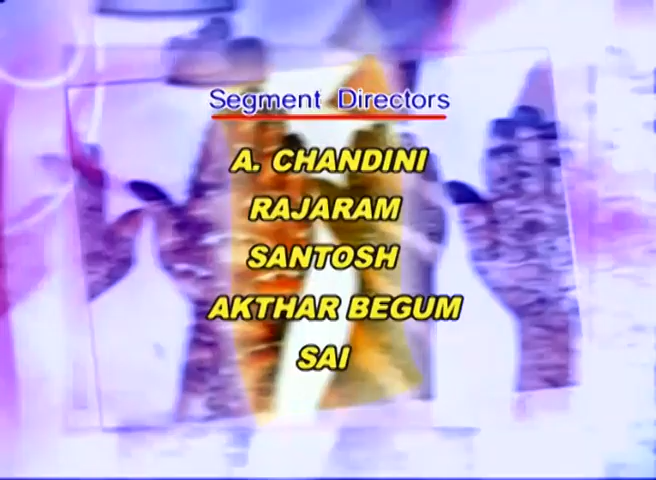 Segment Directors
A. CHANDINI
RAJARAM
SANTOSH
AKTHAR BEGUM
SAI